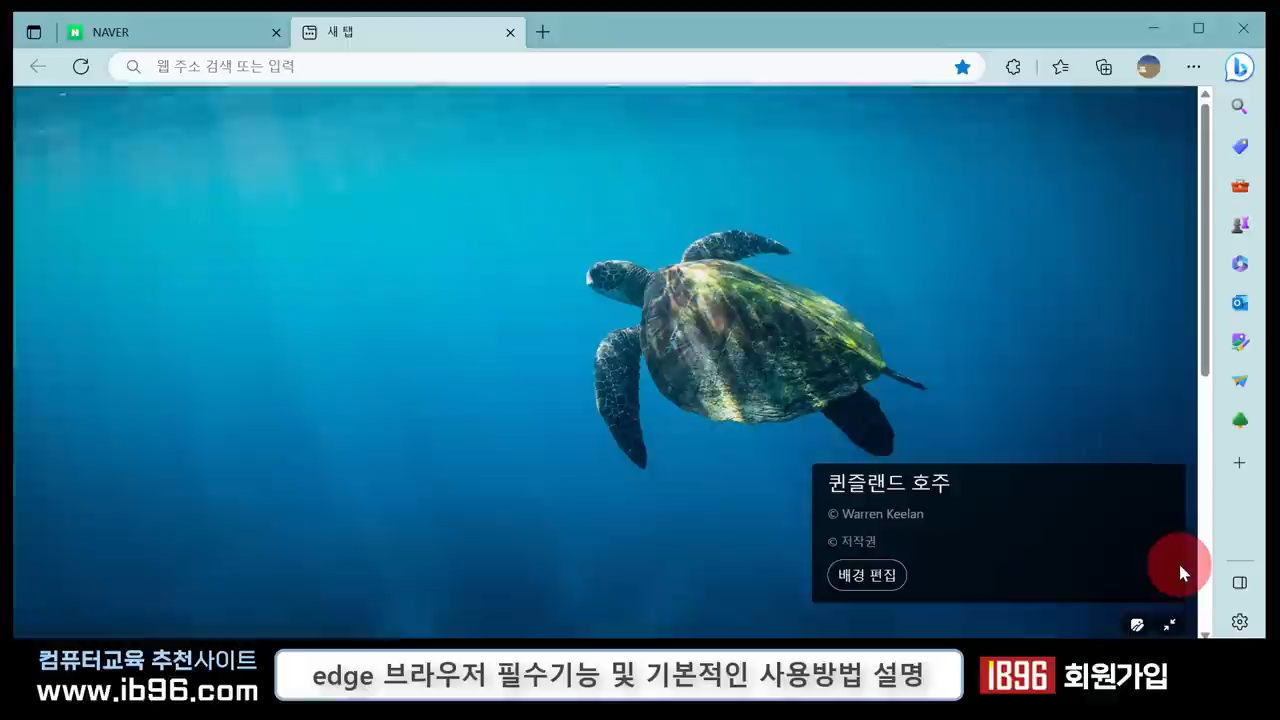 NAVER
새 탭
웹 주소 검색 또는 입력
퀸즐랜드 호주
© Warren Keelan
© 저작권
배경 편집
컴퓨터교육 추천사이트
www.ib96.com
edge 브라우저 필수기능 및 기본적인 사용방법 설명
IB96 회원가입